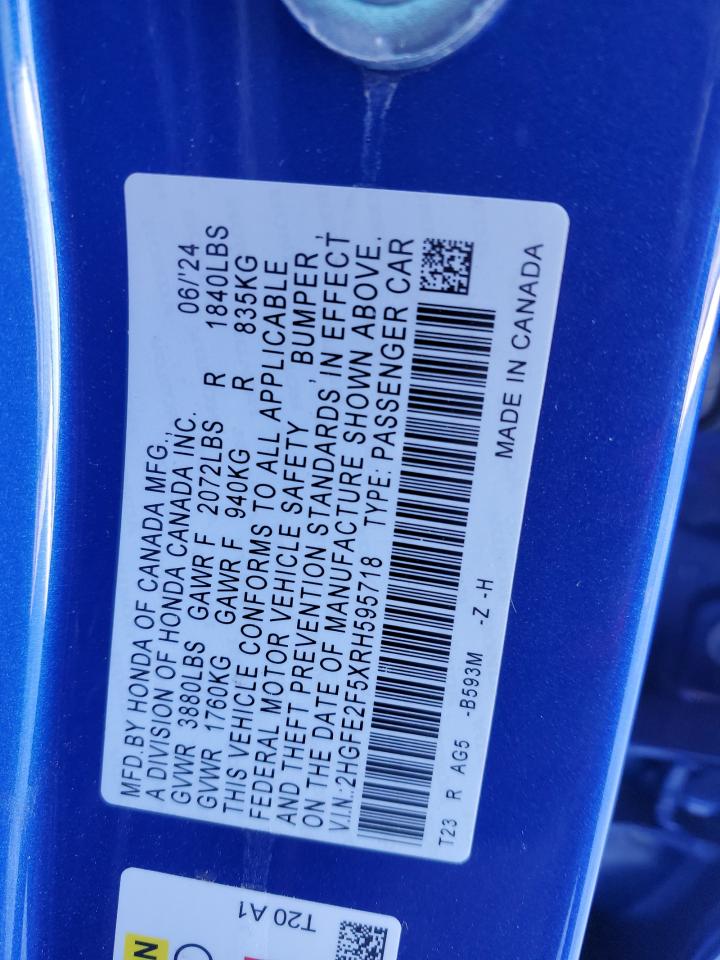 MFD.BY HONDA OF CANADA MFG., 06/'24
A DIVISION OF HONDA CANADA INC.
GVWR 3880LBS GAWR F 2072LBS R 1840LBS
GVWR 1760KG GAWR F 940KG R 835KG
THIS VEHICLE CONFORMS TO ALL APPLICABLE
FEDERAL MOTOR VEHICLE SAFETY, BUMPER,
AND THEFT PREVENTION STANDARDS, IN EFFECT
ON THE DATE OF MANUFACTURE SHOWN ABOVE.
V.I.N.:2HGFE2F5XRH595718 TYPE: PASSENGER CAR
T23 R AG5 -B593M -Z -H MADE IN CANADA
T20 A1